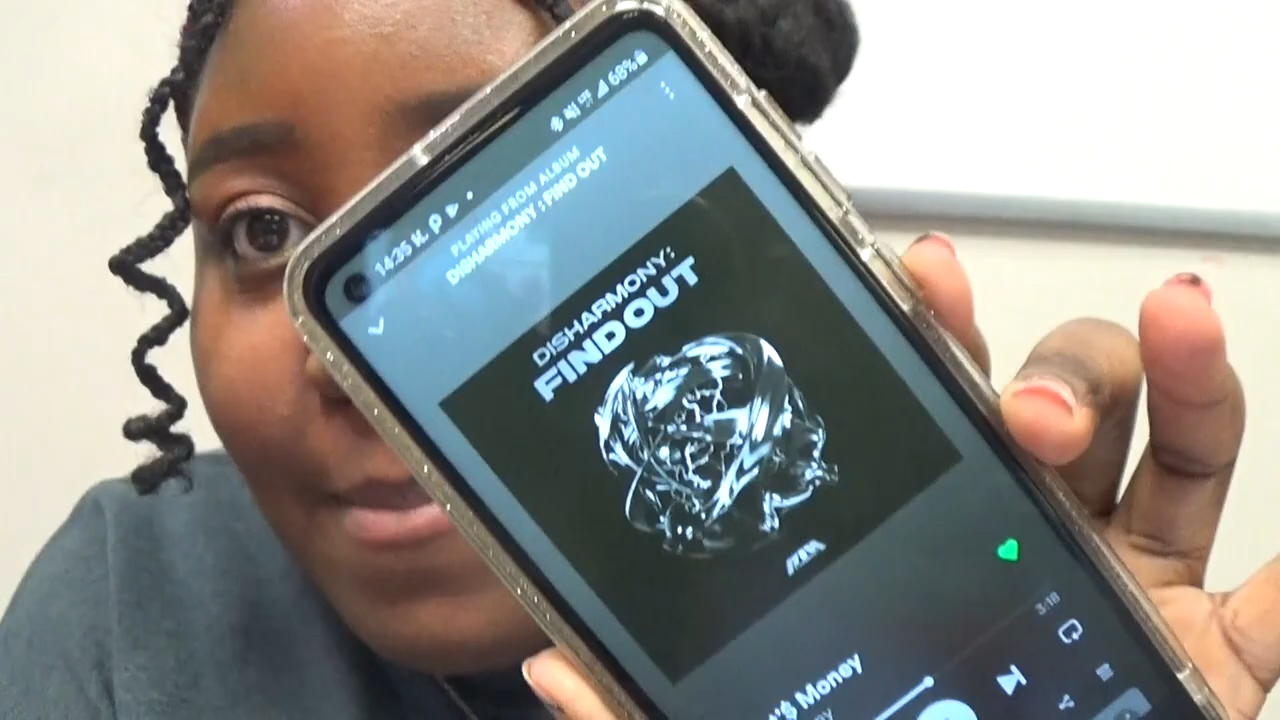 14:35
68%
PLAYING FROM ALBUM
DISHARMONY : FIND OUT
DISHARMONY:
FIND OUT
3:18
Money